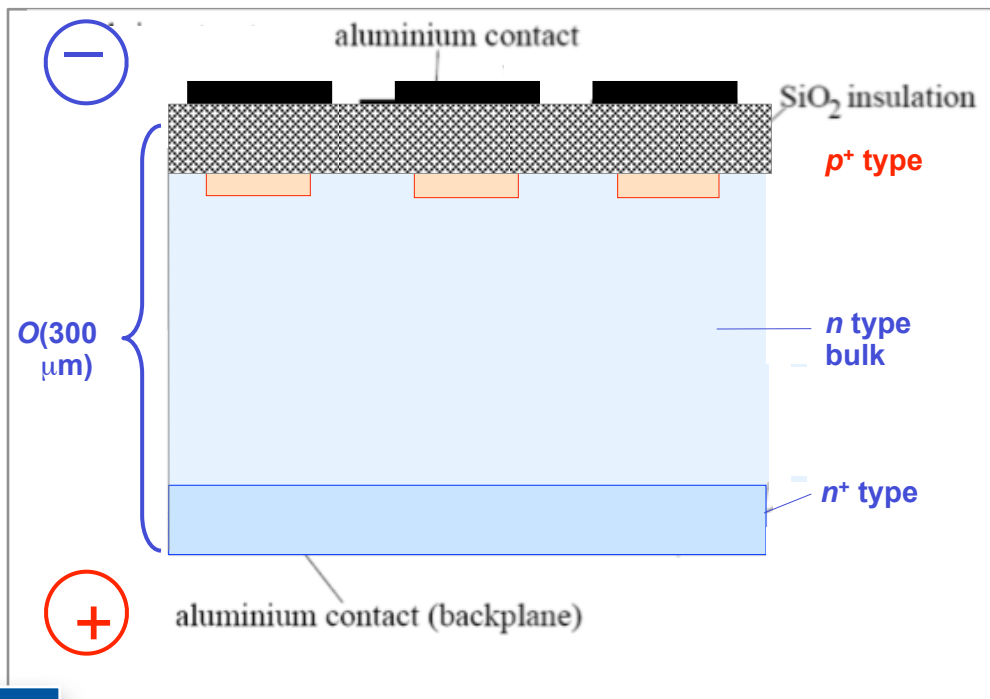 −
aluminium contact
SiO₂ insulation
p⁺ type
O(300
μm)
n type
bulk
n⁺ type
+
aluminium contact (backplane)